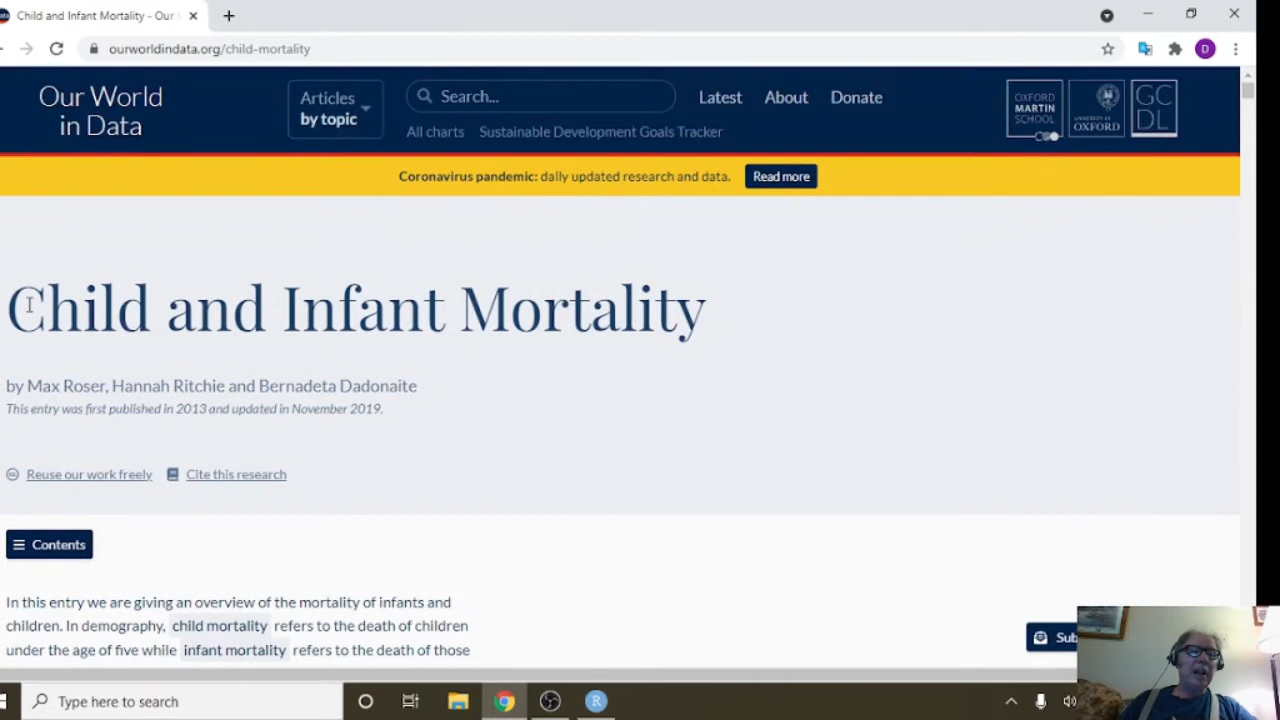 Child and Infant Mortality - Our
ourworldindata.org/child-mortality
D
Our World
in Data
Articles
by topic
Search...
Latest
About
Donate
All charts
Sustainable Development Goals Tracker
OXFORD
MARTIN
SCHOOL
UNIVERSITY OF
OXFORD
GC
DL
Coronavirus pandemic: daily updated research and data.
Read more
Child and Infant Mortality
by Max Roser, Hannah Ritchie and Bernadeta Dadonaite
This entry was first published in 2013 and updated in November 2019.
Reuse our work freely
Cite this research
Contents
In this entry we are giving an overview of the mortality of infants and
children. In demography, child mortality refers to the death of children
under the age of five while infant mortality refers to the death of those
Sub
Type here to search
R